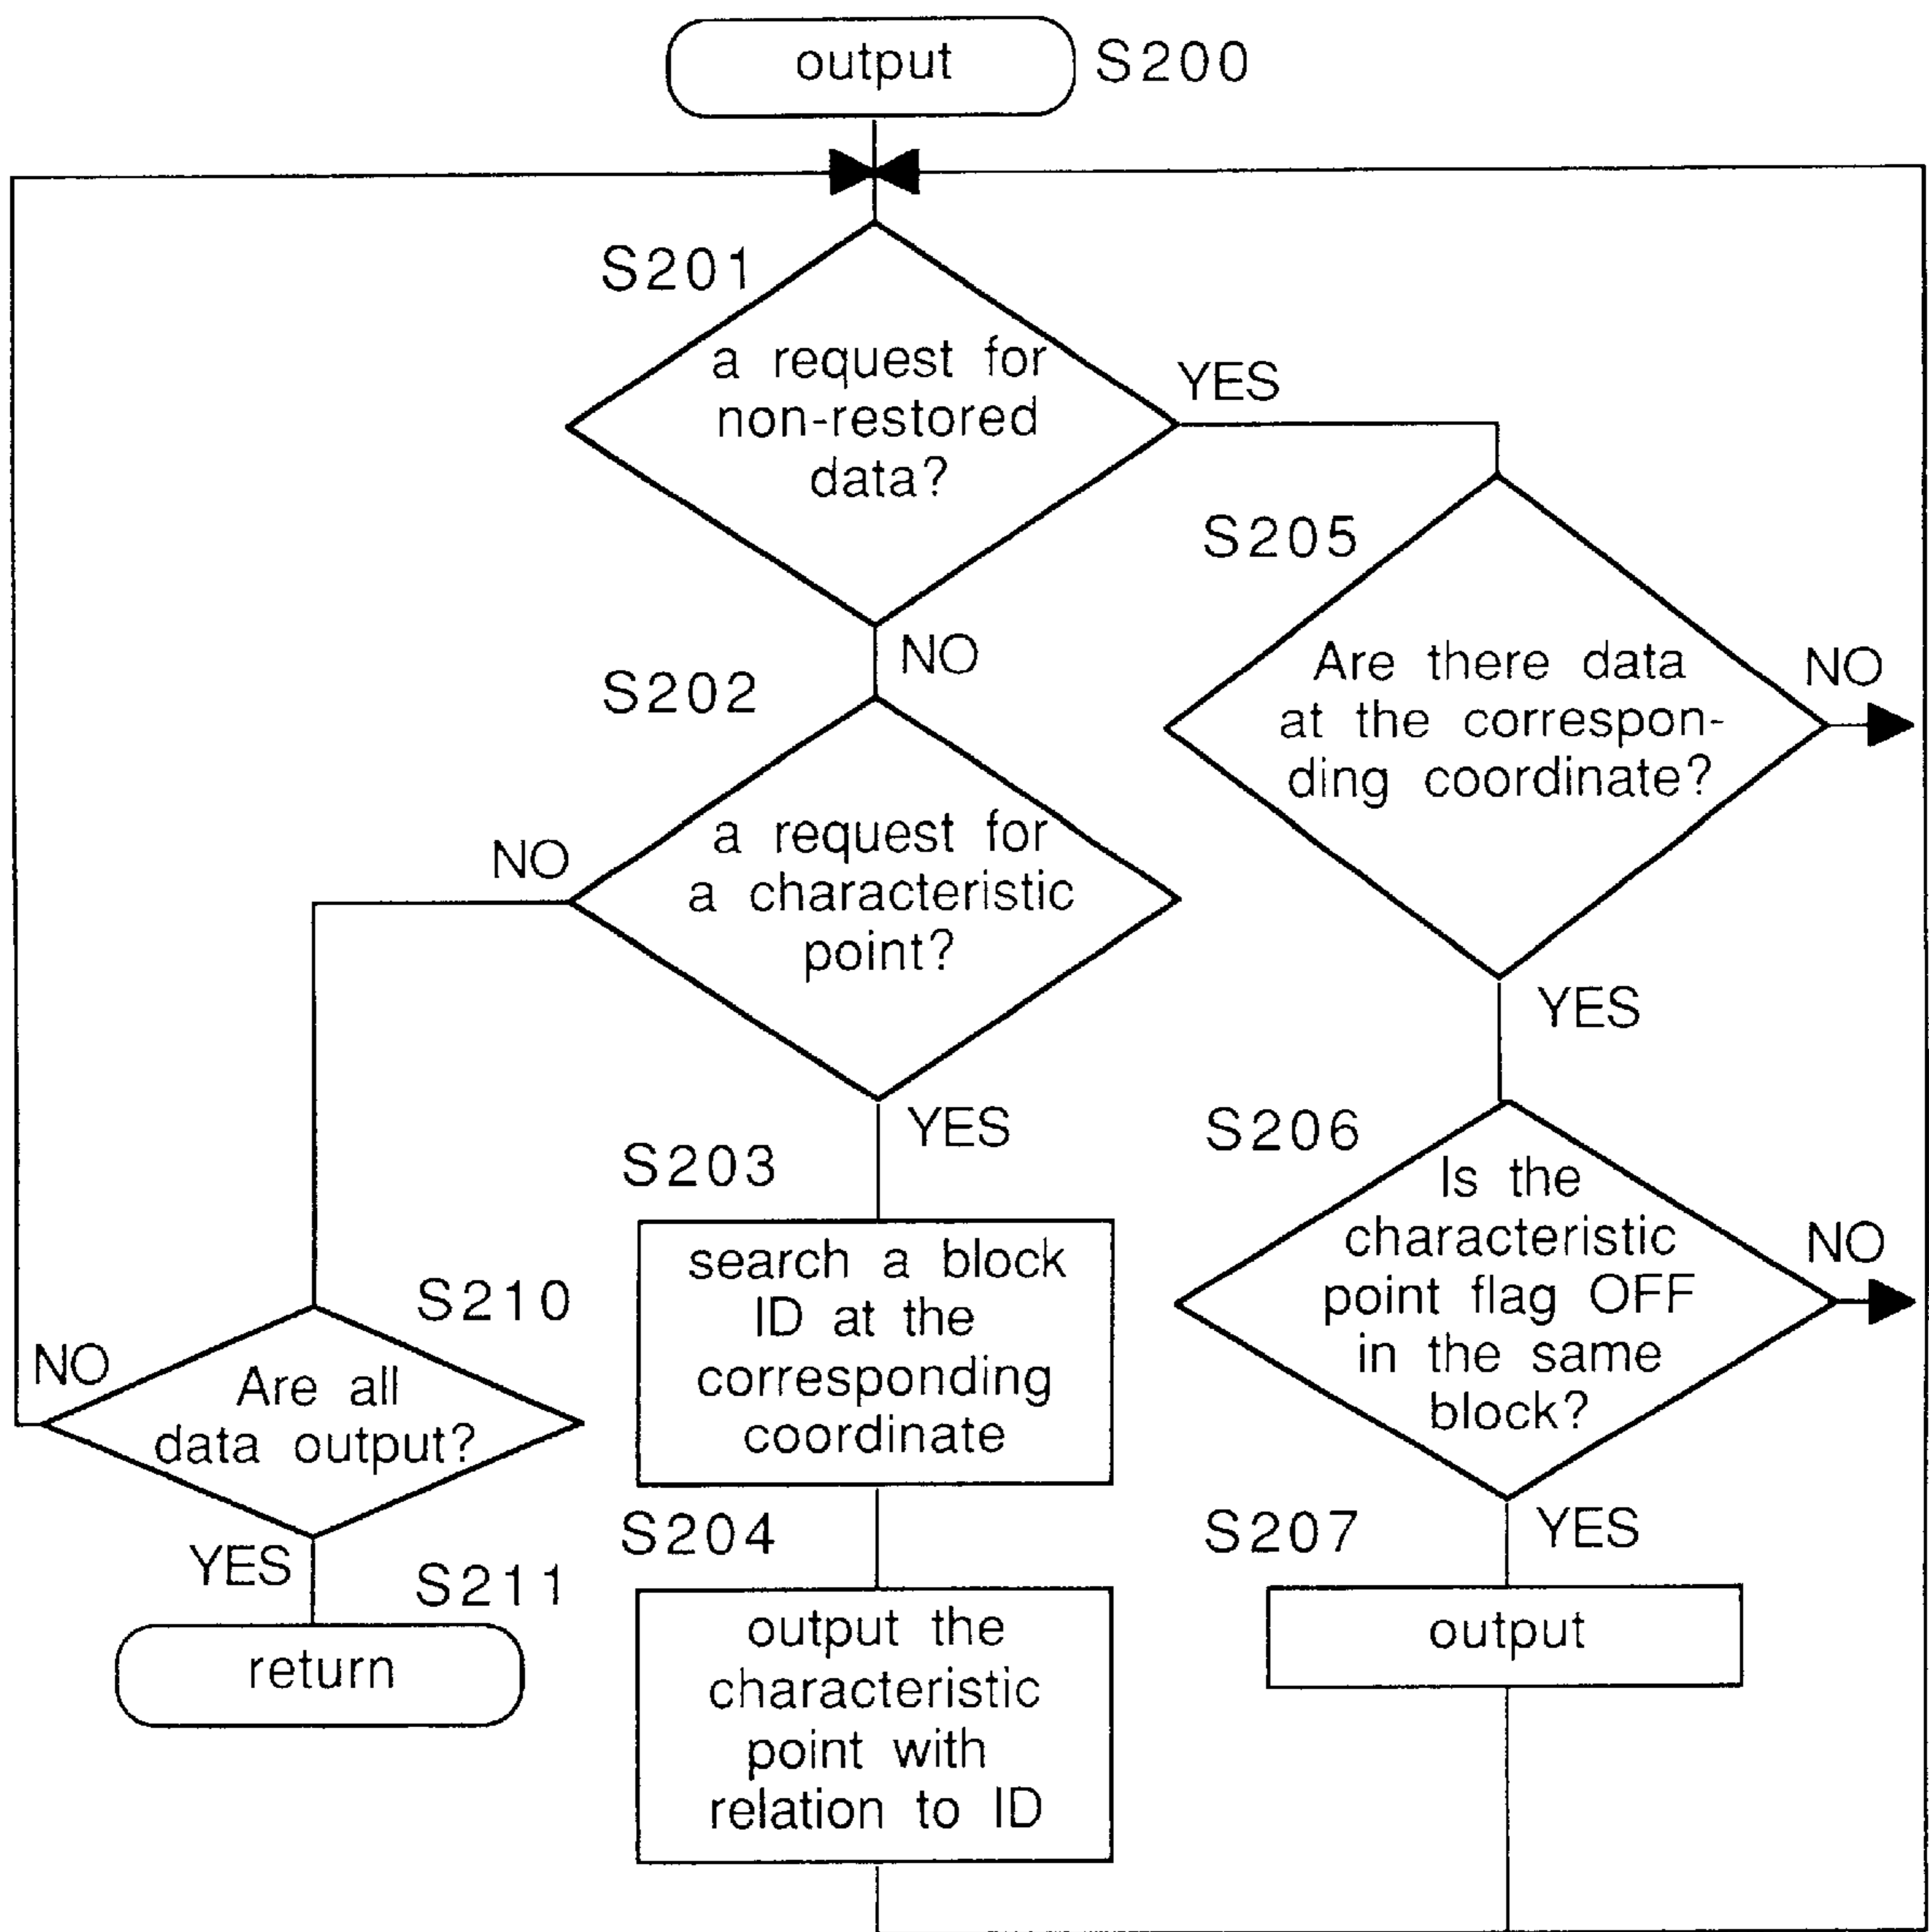 output
S200
S201
a request for
non-restored
data?
YES
NO
S205
Are there data
at the correspon-
ding coordinate?
NO
YES
S202
a request for
a characteristic
point?
NO
YES
S203
search a block
ID at the
corresponding
coordinate
S204
output the
characteristic
point with
relation to ID
S206
Is the
characteristic
point flag OFF
in the same
block?
NO
YES
S207
output
S210
Are all
data output?
NO
YES
S211
return